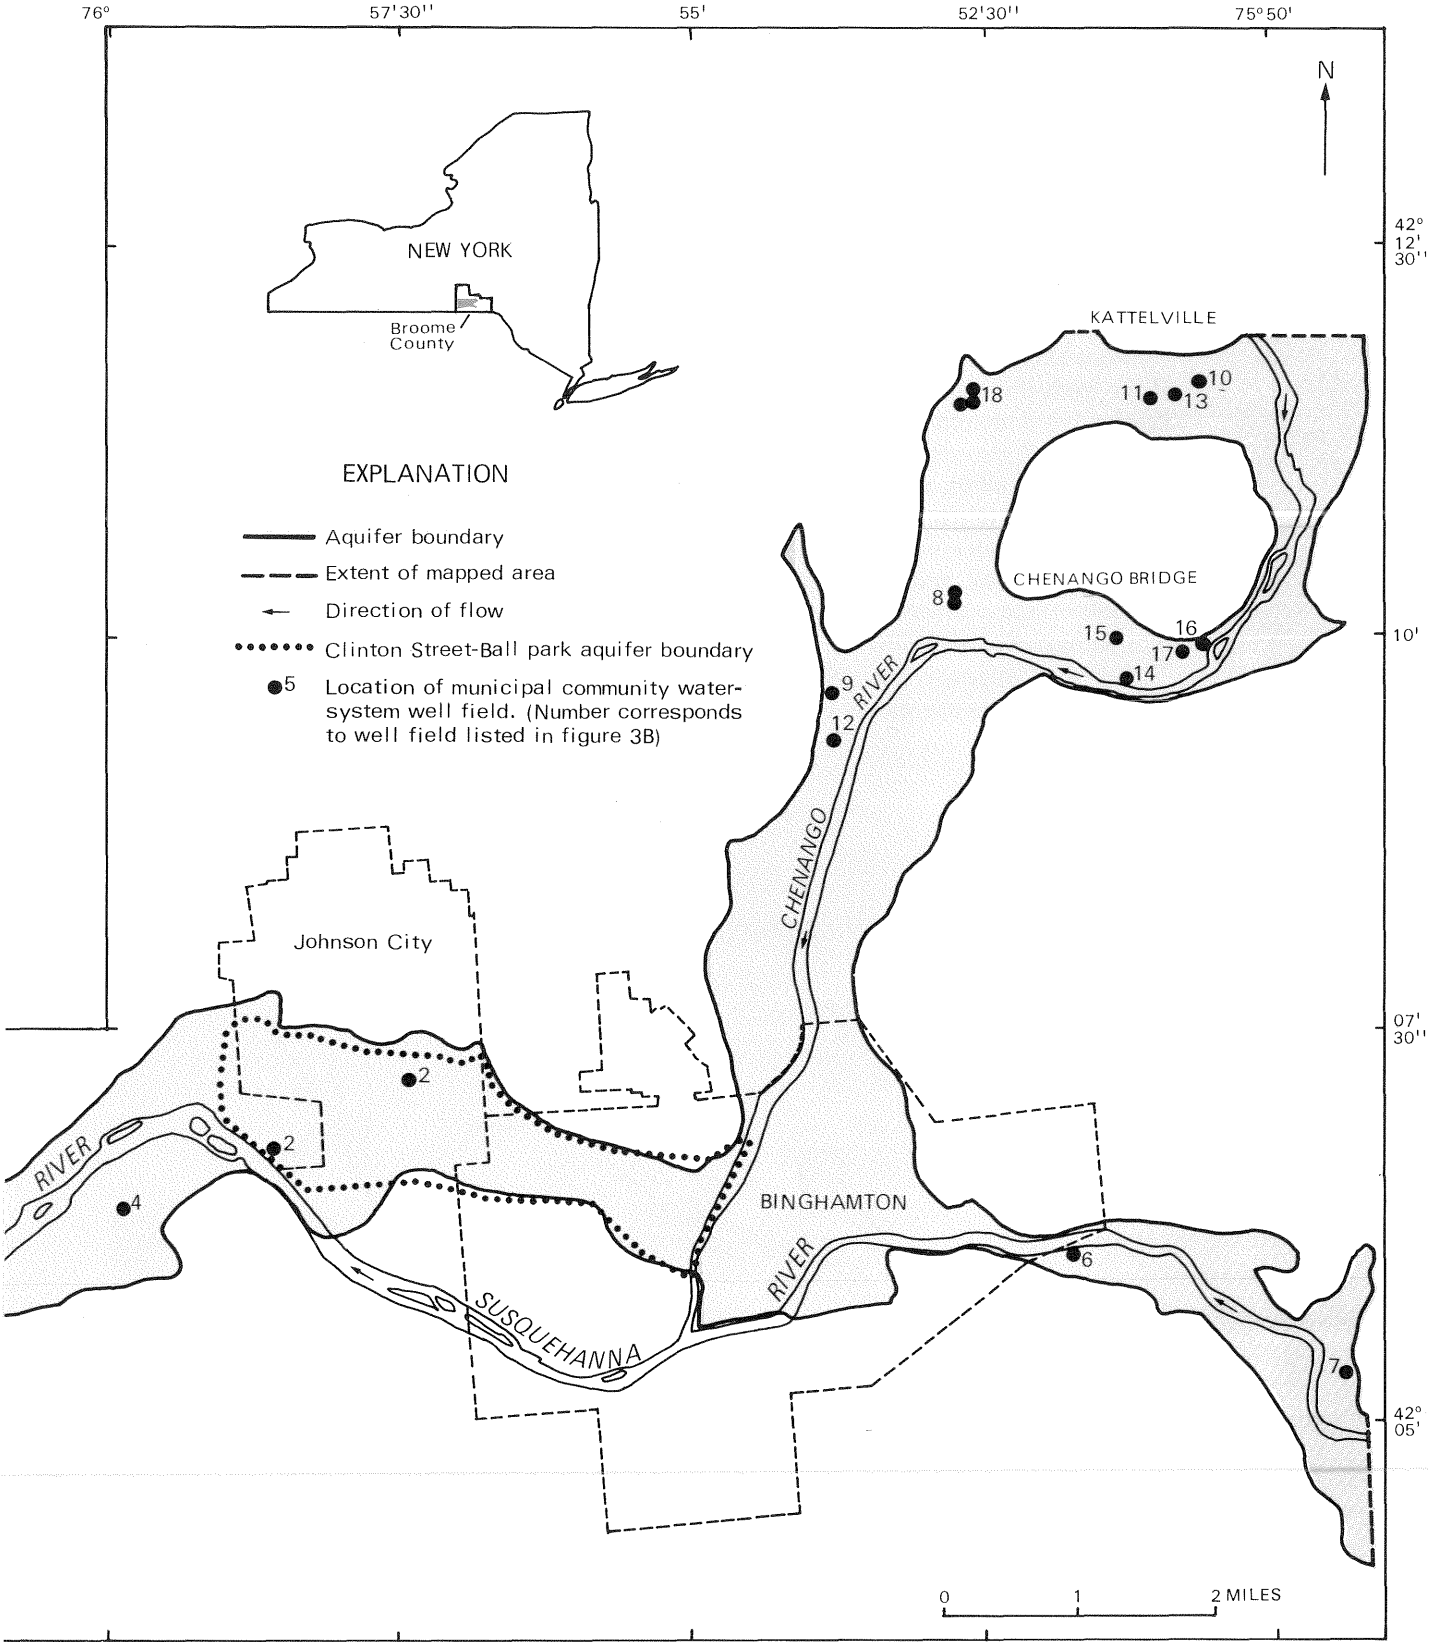 76°
57'30''
55'
52'30''
75°50'
N
42°
12'
30''
NEW YORK
Broome
County
KATTELVILLE
10
11
13
18
EXPLANATION
Aquifer boundary
Extent of mapped area
Direction of flow
Clinton Street-Ball park aquifer boundary
5 Location of municipal community water-
system well field. (Number corresponds
to well field listed in figure 3B)
CHENANGO BRIDGE
8
15
16
17
14
10'
9
12
RIVER
CHENANGO
Johnson City
07'
30''
2
2
RIVER
4
BINGHAMTON
RIVER
6
SUSQUEHANNA
7
42°
05'
0 1 2 MILES